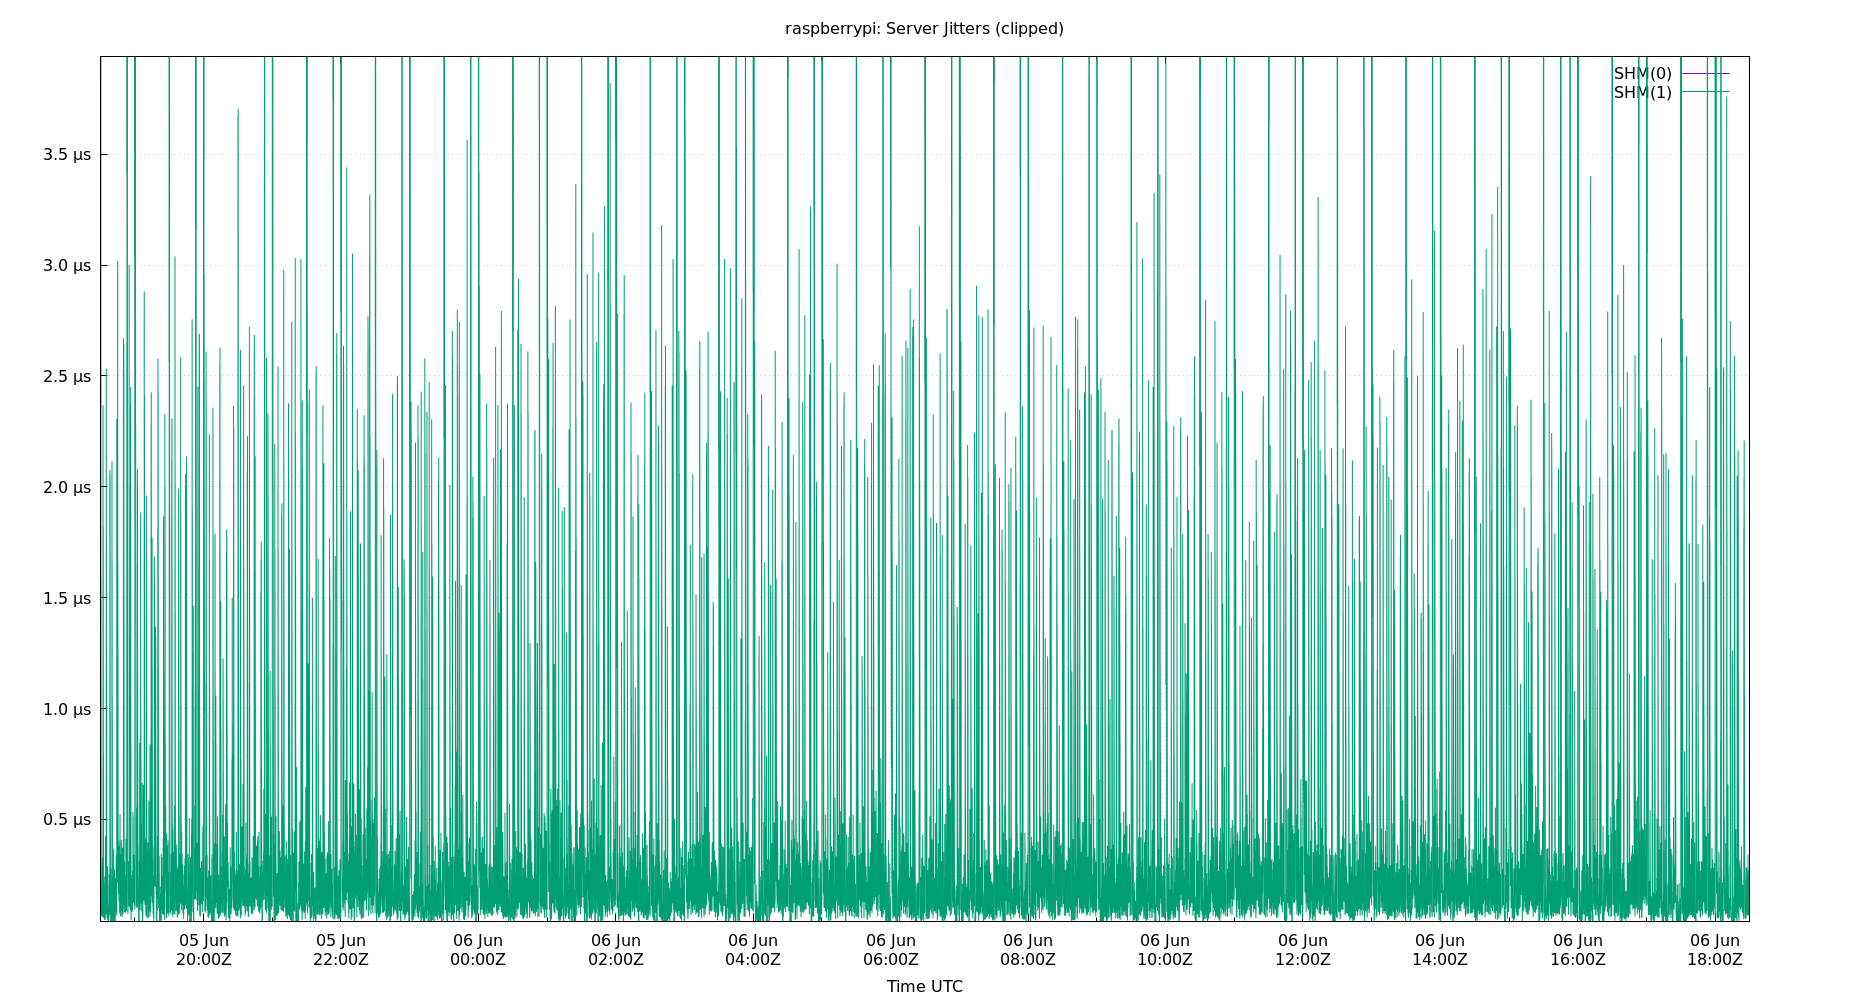 raspberrypi: Server Jitters (clipped)
SHM(0)
SHM(1)
3.5 µs
3.0 µs
2.5 µs
2.0 µs
1.5 µs
1.0 µs
0.5 µs
05 Jun 05 Jun 06 Jun 06 Jun 06 Jun 06 Jun 06 Jun 06 Jun 06 Jun 06 Jun 06 Jun 06 Jun
20:00Z 22:00Z 00:00Z 02:00Z 04:00Z 06:00Z 08:00Z 10:00Z 12:00Z 14:00Z 16:00Z 18:00Z
Time UTC